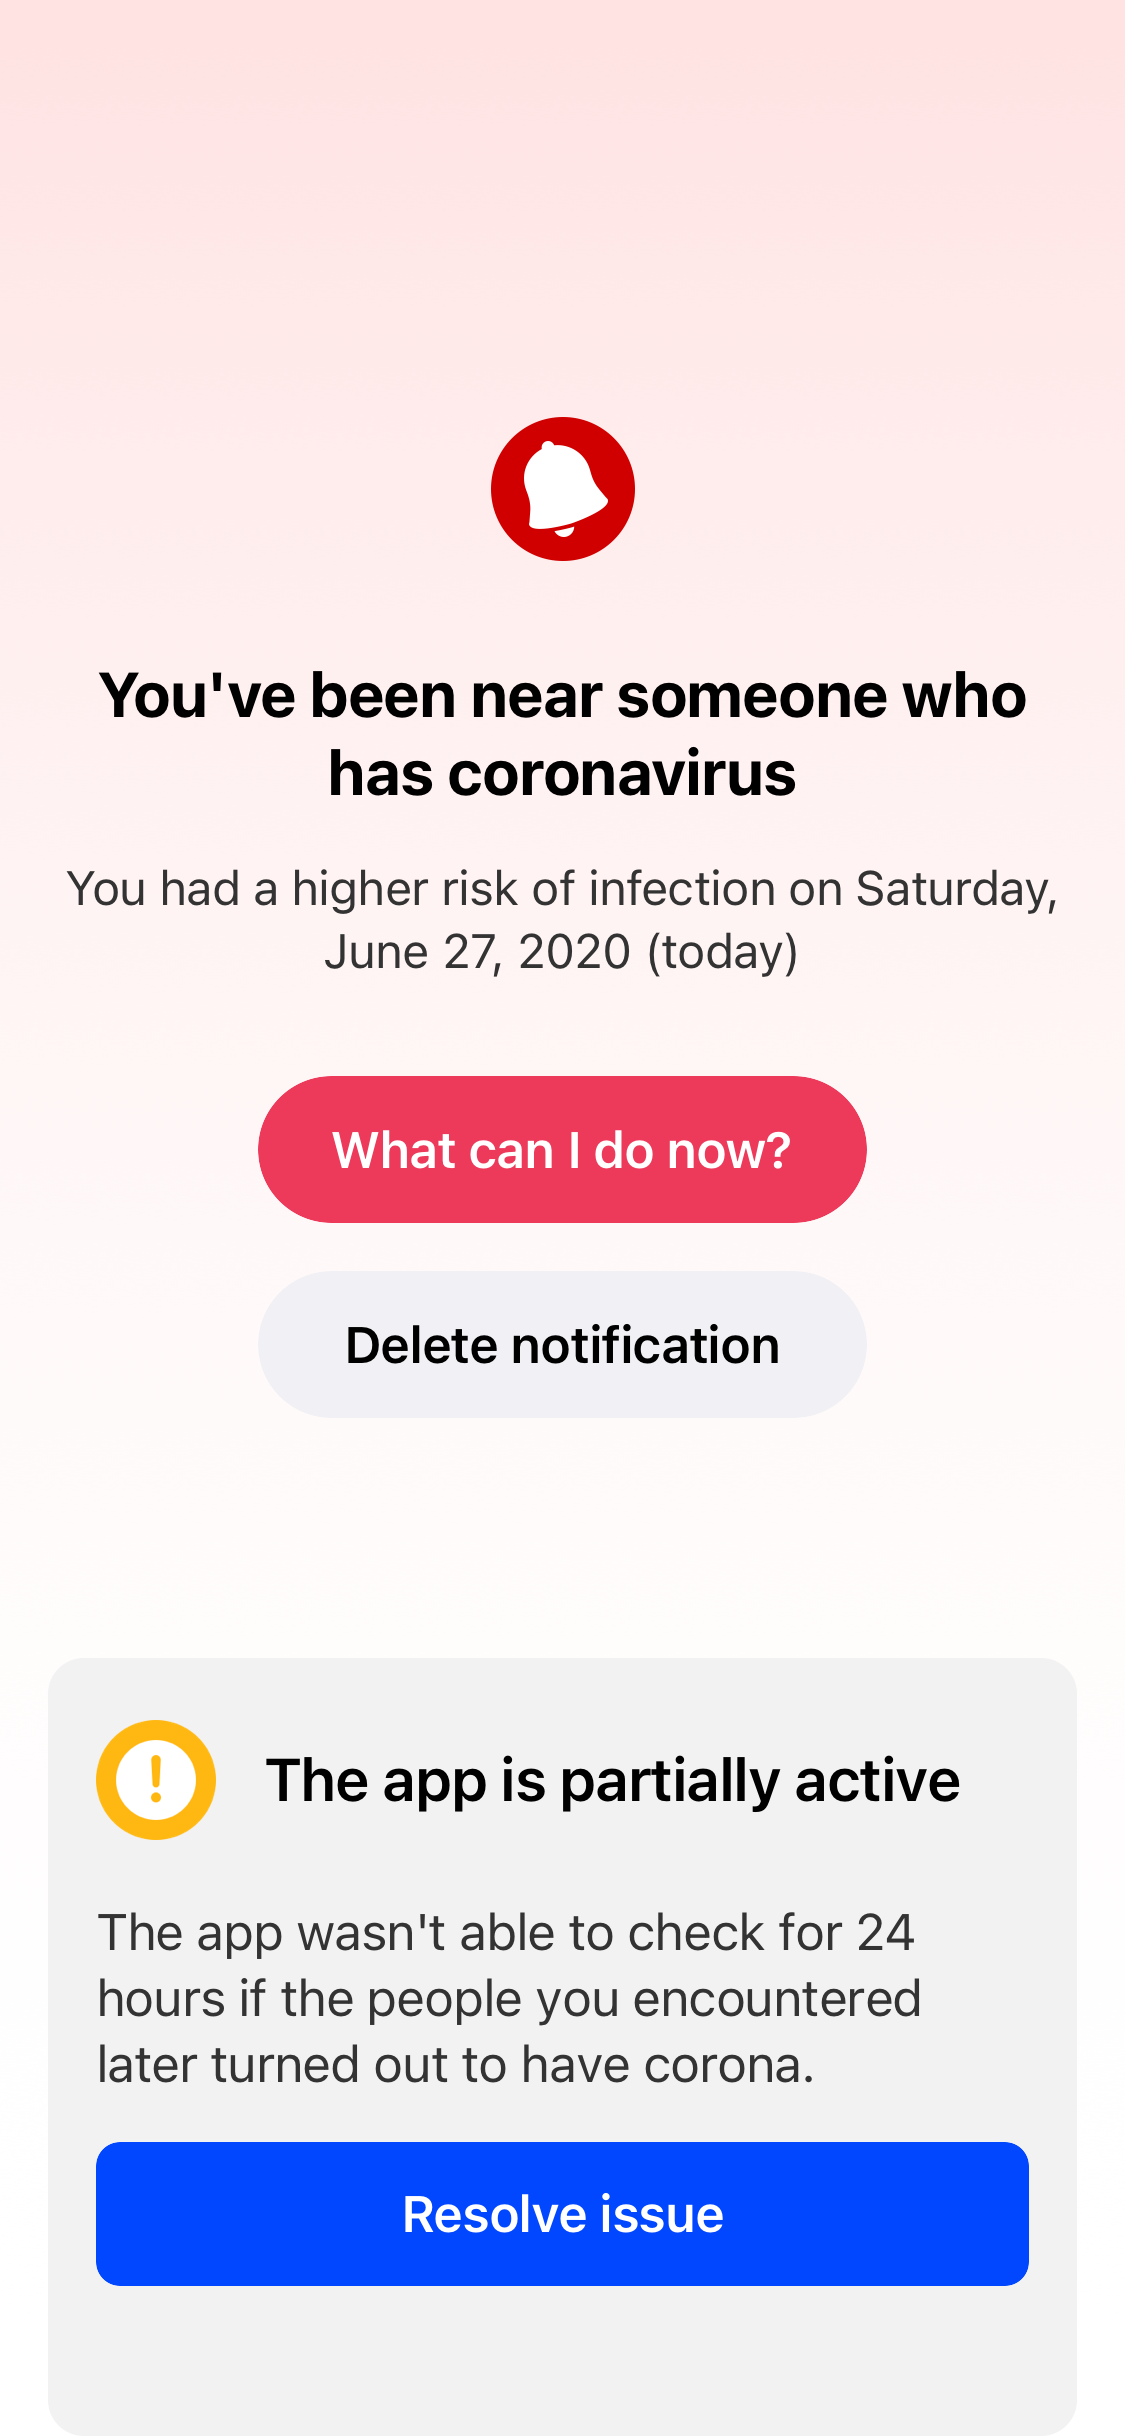 You've been near someone who
has coronavirus
You had a higher risk of infection on Saturday,
June 27, 2020 (today)
What can I do now?
Delete notification
The app is partially active
The app wasn't able to check for 24
hours if the people you encountered
later turned out to have corona.
Resolve issue